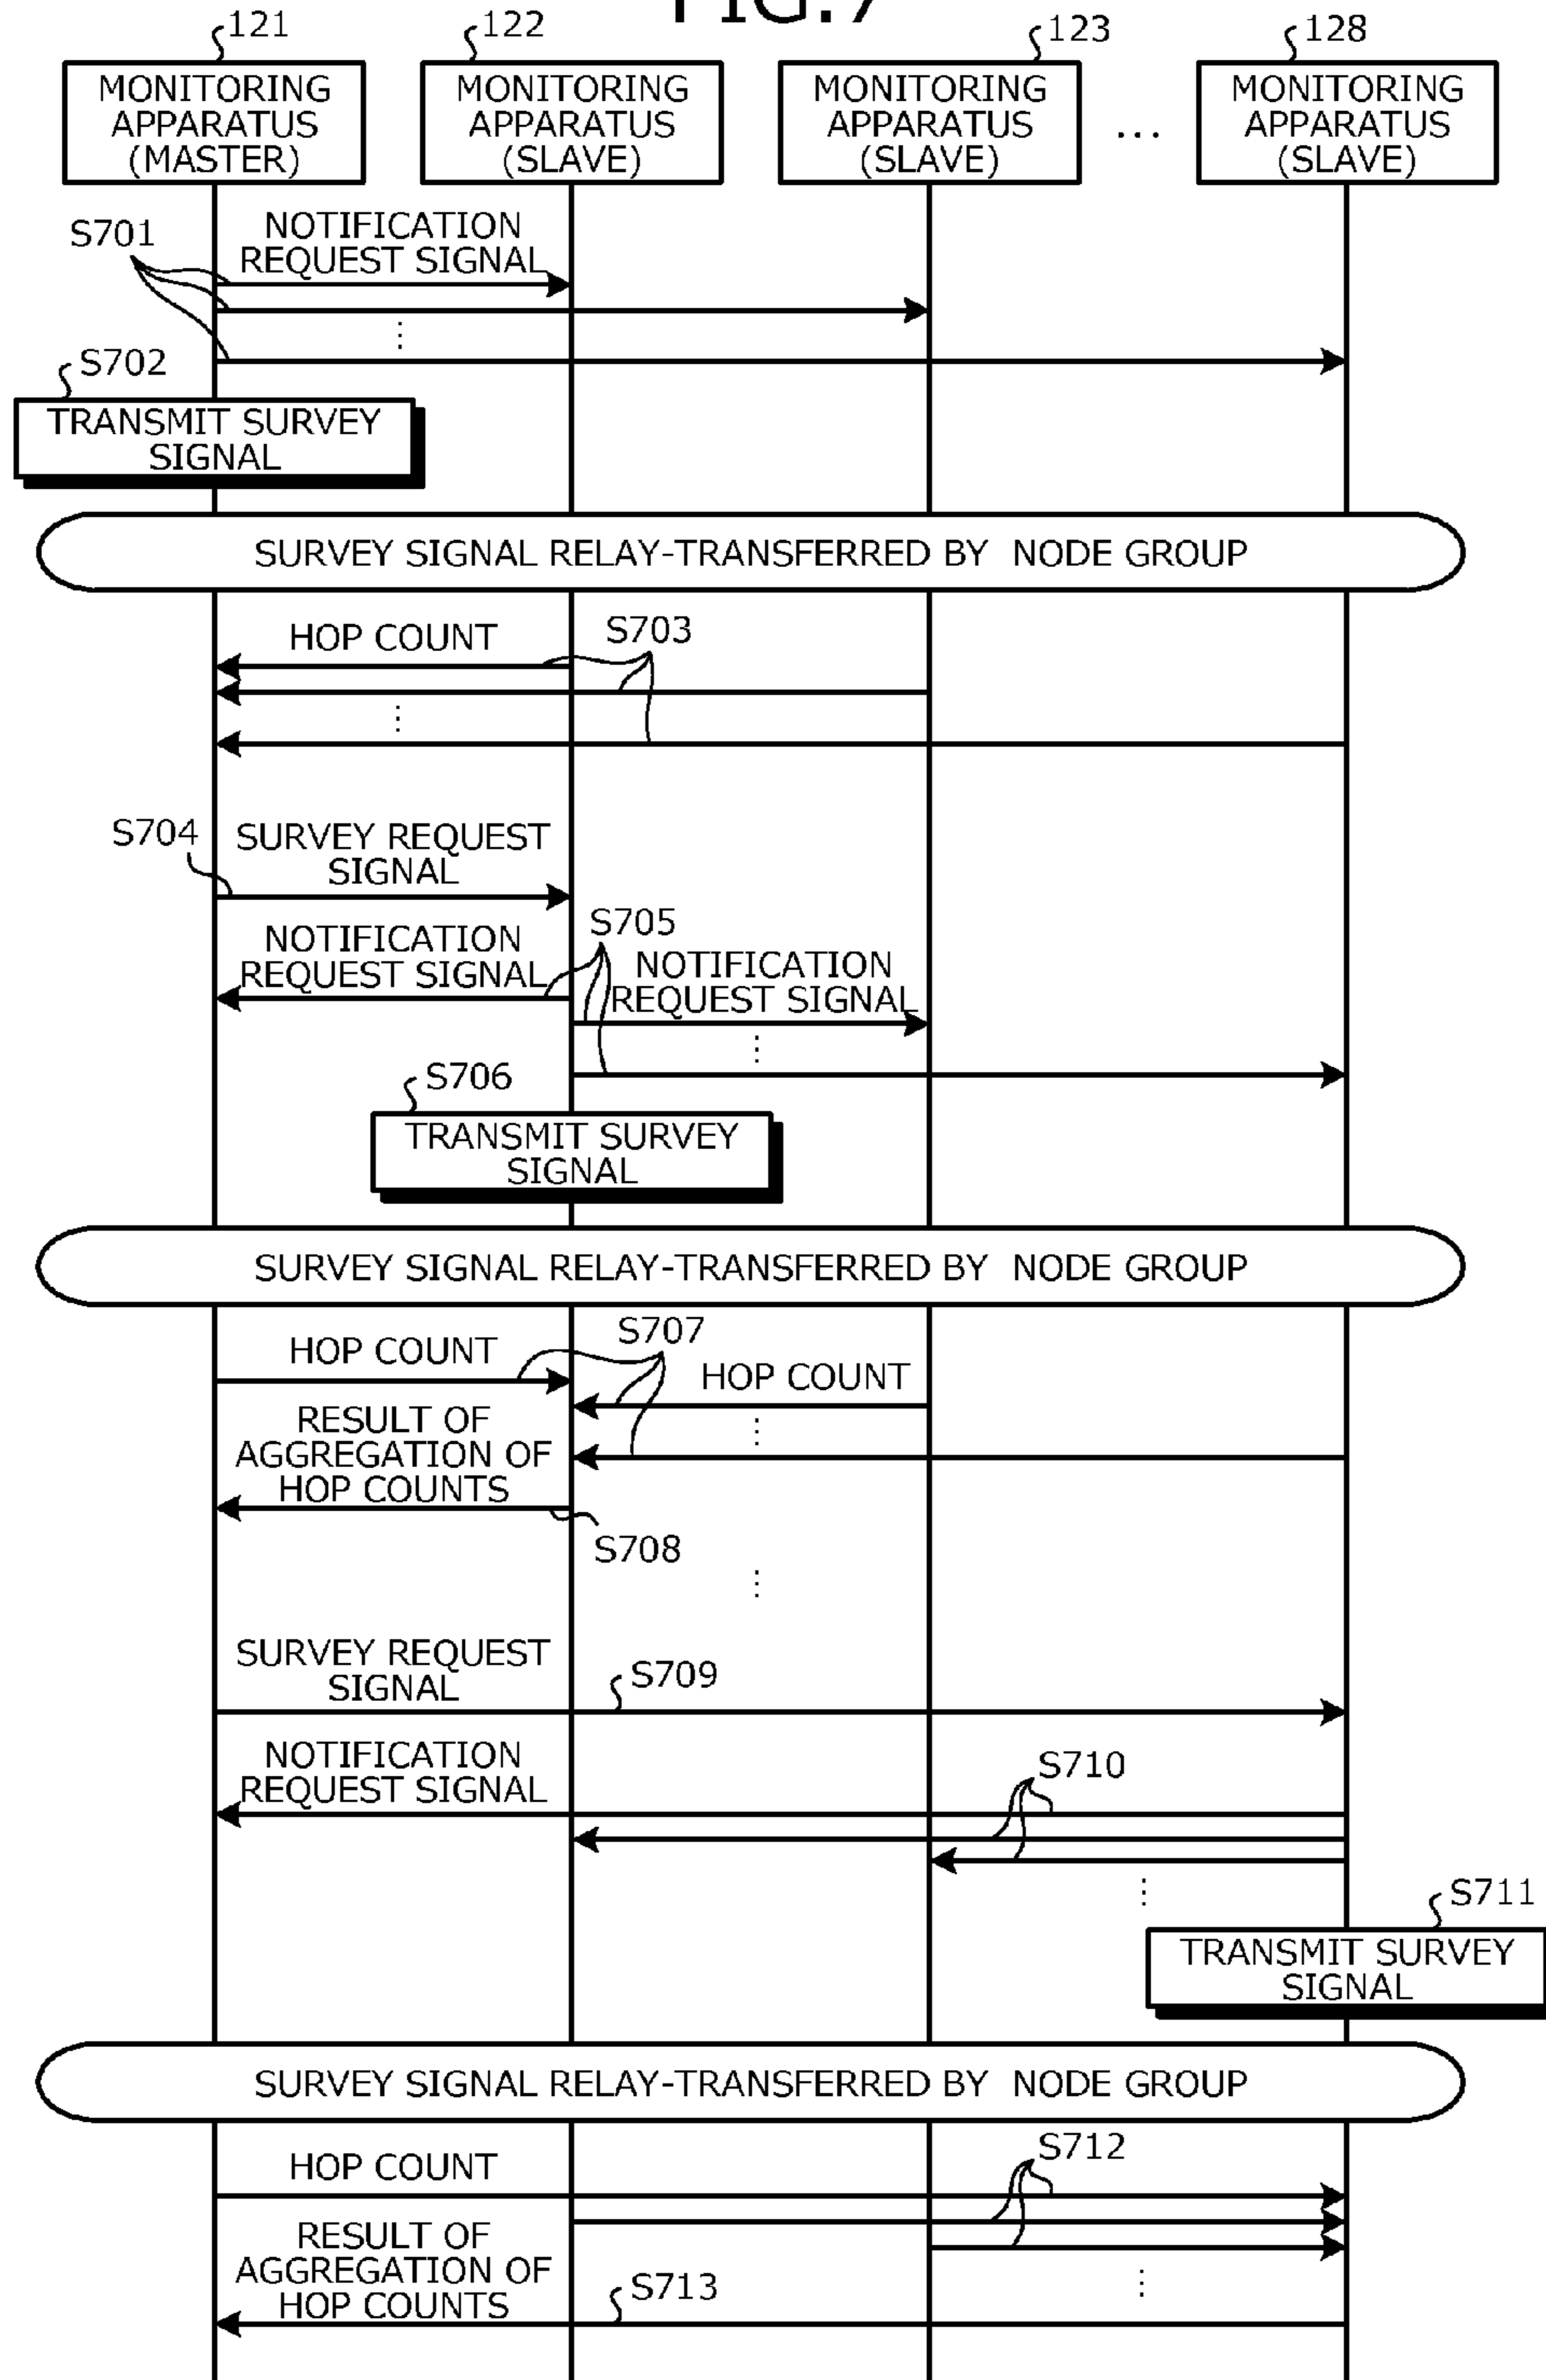 FIG.7
121
122
123
128
MONITORING
APPARATUS
(MASTER)
MONITORING
APPARATUS
(SLAVE)
MONITORING
APPARATUS
(SLAVE)
...
MONITORING
APPARATUS
(SLAVE)
S701
NOTIFICATION
REQUEST SIGNAL
S702
TRANSMIT SURVEY
SIGNAL
SURVEY SIGNAL RELAY-TRANSFERRED BY NODE GROUP
HOP COUNT
S703
S704
SURVEY REQUEST
SIGNAL
S705
NOTIFICATION
REQUEST SIGNAL
NOTIFICATION
REQUEST SIGNAL
S706
TRANSMIT SURVEY
SIGNAL
SURVEY SIGNAL RELAY-TRANSFERRED BY NODE GROUP
S707
HOP COUNT
HOP COUNT
RESULT OF
AGGREGATION OF
HOP COUNTS
S708
SURVEY REQUEST
SIGNAL
S709
NOTIFICATION
REQUEST SIGNAL
S710
S711
TRANSMIT SURVEY
SIGNAL
SURVEY SIGNAL RELAY-TRANSFERRED BY NODE GROUP
S712
HOP COUNT
RESULT OF
AGGREGATION OF
HOP COUNTS
S713